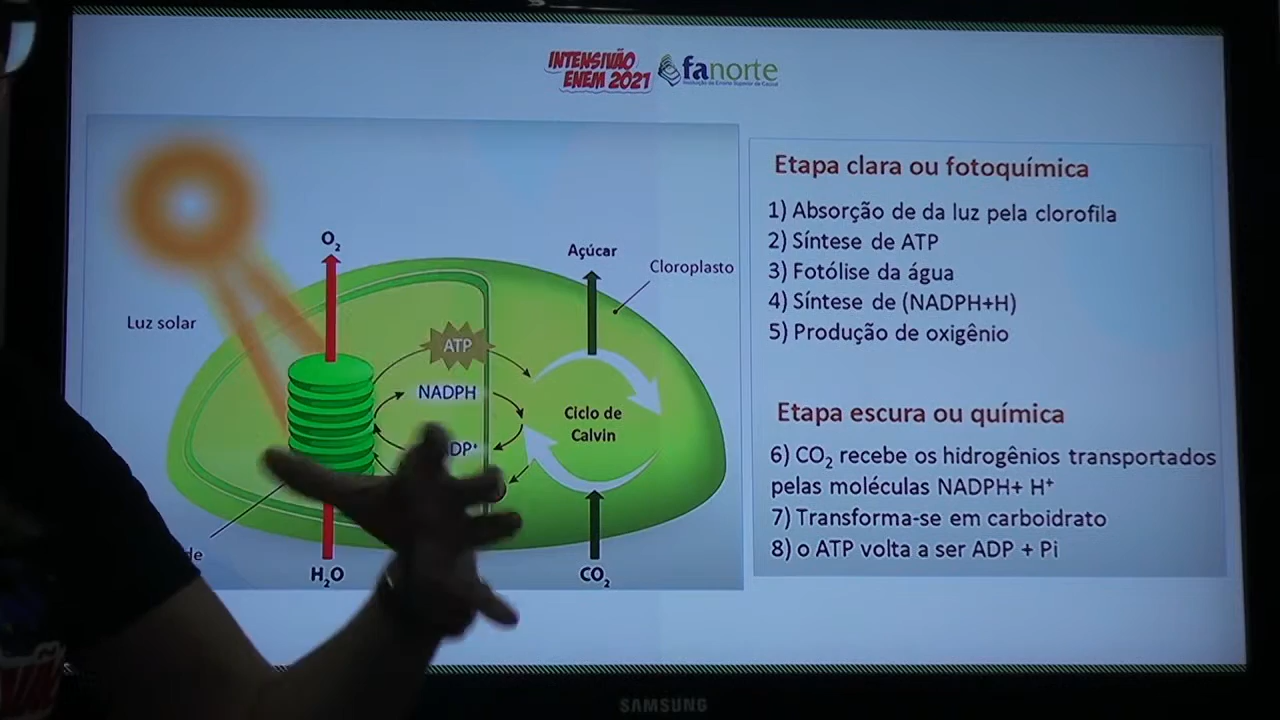 INTENSIVÃO
ENEM 2021
fanorte
Etapa clara ou fotoquímica
1) Absorção de da luz pela clorofila
2) Síntese de ATP
3) Fotólise da água
4) Síntese de (NADPH+H)
5) Produção de oxigênio
Etapa escura ou química
6) CO₂ recebe os hidrogênios transportados
pelas moléculas NADPH+ H⁺
7) Transforma-se em carboidrato
8) o ATP volta a ser ADP + Pi
O₂
Açúcar
Cloroplasto
Luz solar
ATP
NADPH
Ciclo de
Calvin
H₂O
CO₂
SAMSUNG